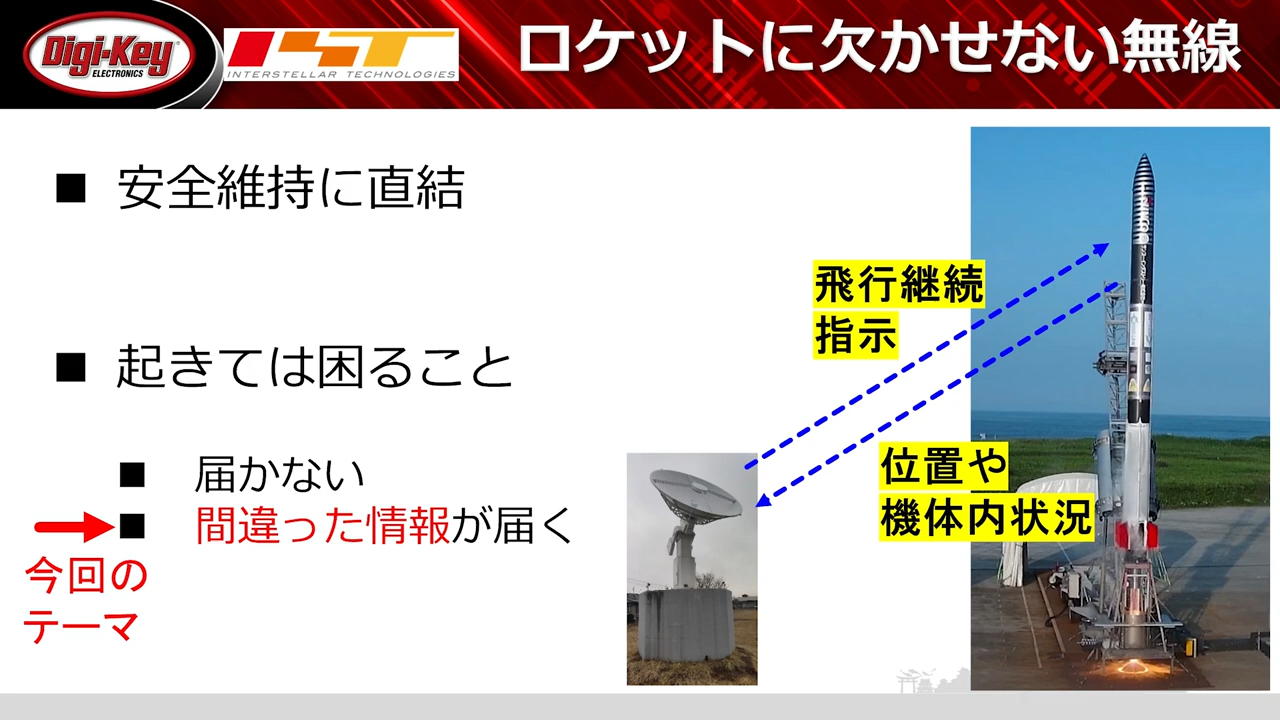 Digi-Key
ELECTRONICS
IST
INTERSTELLAR TECHNOLOGIES
ロケットに欠かせない無線
■ 安全維持に直結
■ 起きては困ること
■ 届かない
■ 間違った情報が届く
今回の
テーマ
飛行継続
指示
位置や
機体内状況